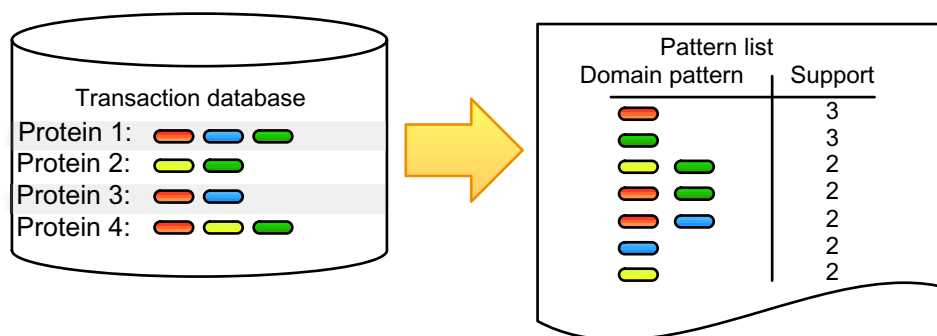 Transaction database
Protein 1:
Protein 2:
Protein 3:
Protein 4:
Pattern list
Domain pattern Support
3
3
2
2
2
2
2